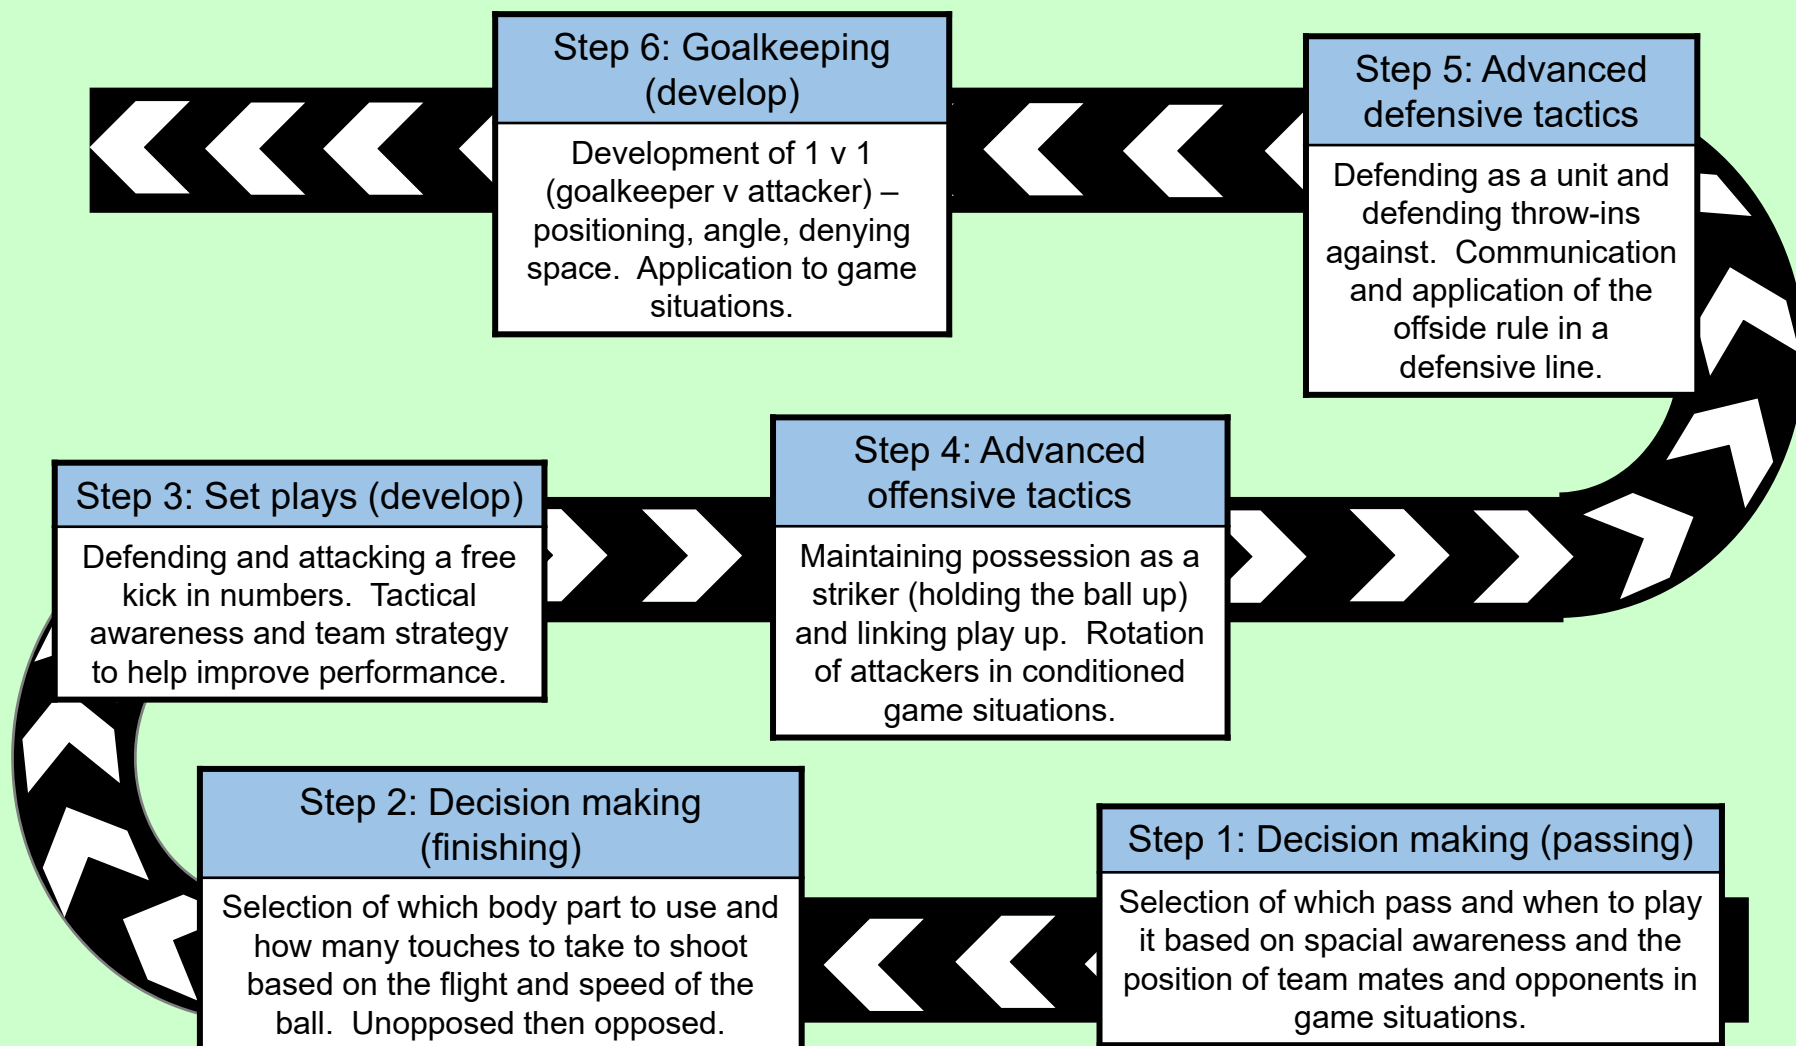 Step 6: Goalkeeping
(develop)
Development of 1 v 1
(goalkeeper v attacker) –
positioning, angle, denying
space.  Application to game
situations.
Step 5: Advanced
defensive tactics
Defending as a unit and
defending throw-ins
against.  Communication
and application of the
offside rule in a
defensive line.
Step 3: Set plays (develop)
Defending and attacking a free
kick in numbers.  Tactical
awareness and team strategy
to help improve performance.
Step 4: Advanced
offensive tactics
Maintaining possession as a
striker (holding the ball up)
and linking play up.  Rotation
of attackers in conditioned
game situations.
Step 2: Decision making
(finishing)
Selection of which body part to use and
how many touches to take to shoot
based on the flight and speed of the
ball.  Unopposed then opposed.
Step 1: Decision making (passing)
Selection of which pass and when to play
it based on spacial awareness and the
position of team mates and opponents in
game situations.